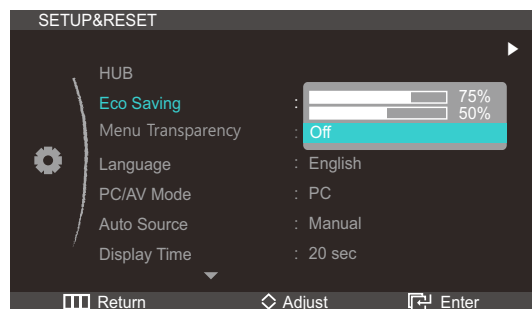 SETUP&RESET
HUB
Eco Saving : 75%
50%
Menu Transparency : Off
Language : English
PC/AV Mode : PC
Auto Source : Manual
Display Time : 20 sec
Return Adjust Enter